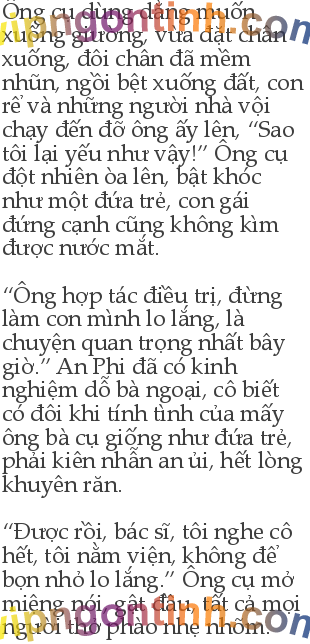 Ông cụ dùng dằng muốn
xuống giường, vừa đặt chân
xuống, đôi chân đã mềm
nhũn, ngồi bệt xuống đất, con
rể và những người nhà vội
chạy đến đỡ ông ấy lên, “Sao
tôi lại yếu như vậy!” Ông cụ
đột nhiên òa lên, bật khóc
như một đứa trẻ, con gái
đứng cạnh cũng không kìm
được nước mắt.
“Ông hợp tác điều trị, đừng
làm con mình lo lắng, là
chuyện quan trọng nhất bây
giờ.” An Phi đã có kinh
nghiệm dỗ bà ngoại, cô biết
có đôi khi tính tình của mấy
ông bà cụ giống như đứa trẻ,
phải kiên nhẫn an ủi, hết lòng
khuyên răn.
“Được rồi, bác sĩ, tôi nghe cô
hết, tôi nằm viện, không để
bọn nhỏ lo lắng.” Ông cụ mở
miệng nói, gật đầu, tất cả mọi
người thở phào nhẹ nhõm.